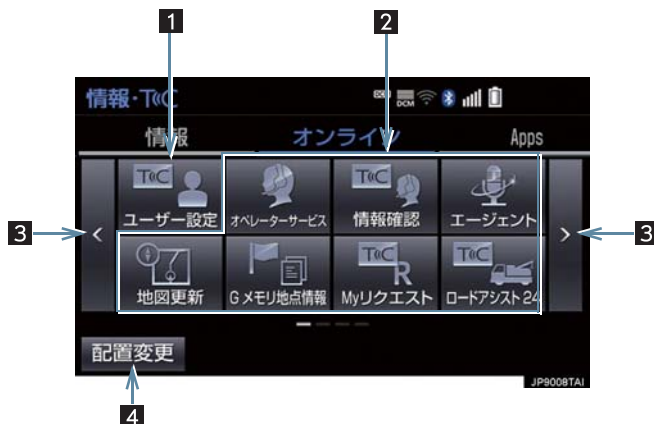 1
2
情報・T(( C
DCM
情報
オンライン
Apps
T((C
ユーザー設定
オペレーターサービス
T((C
情報確認
エージェント
3
<
>
3
地図更新
G メモリ地点情報
T((C
R
Myリクエスト
T((C
ロードアシスト24
配置変更
JP9008TAI
4